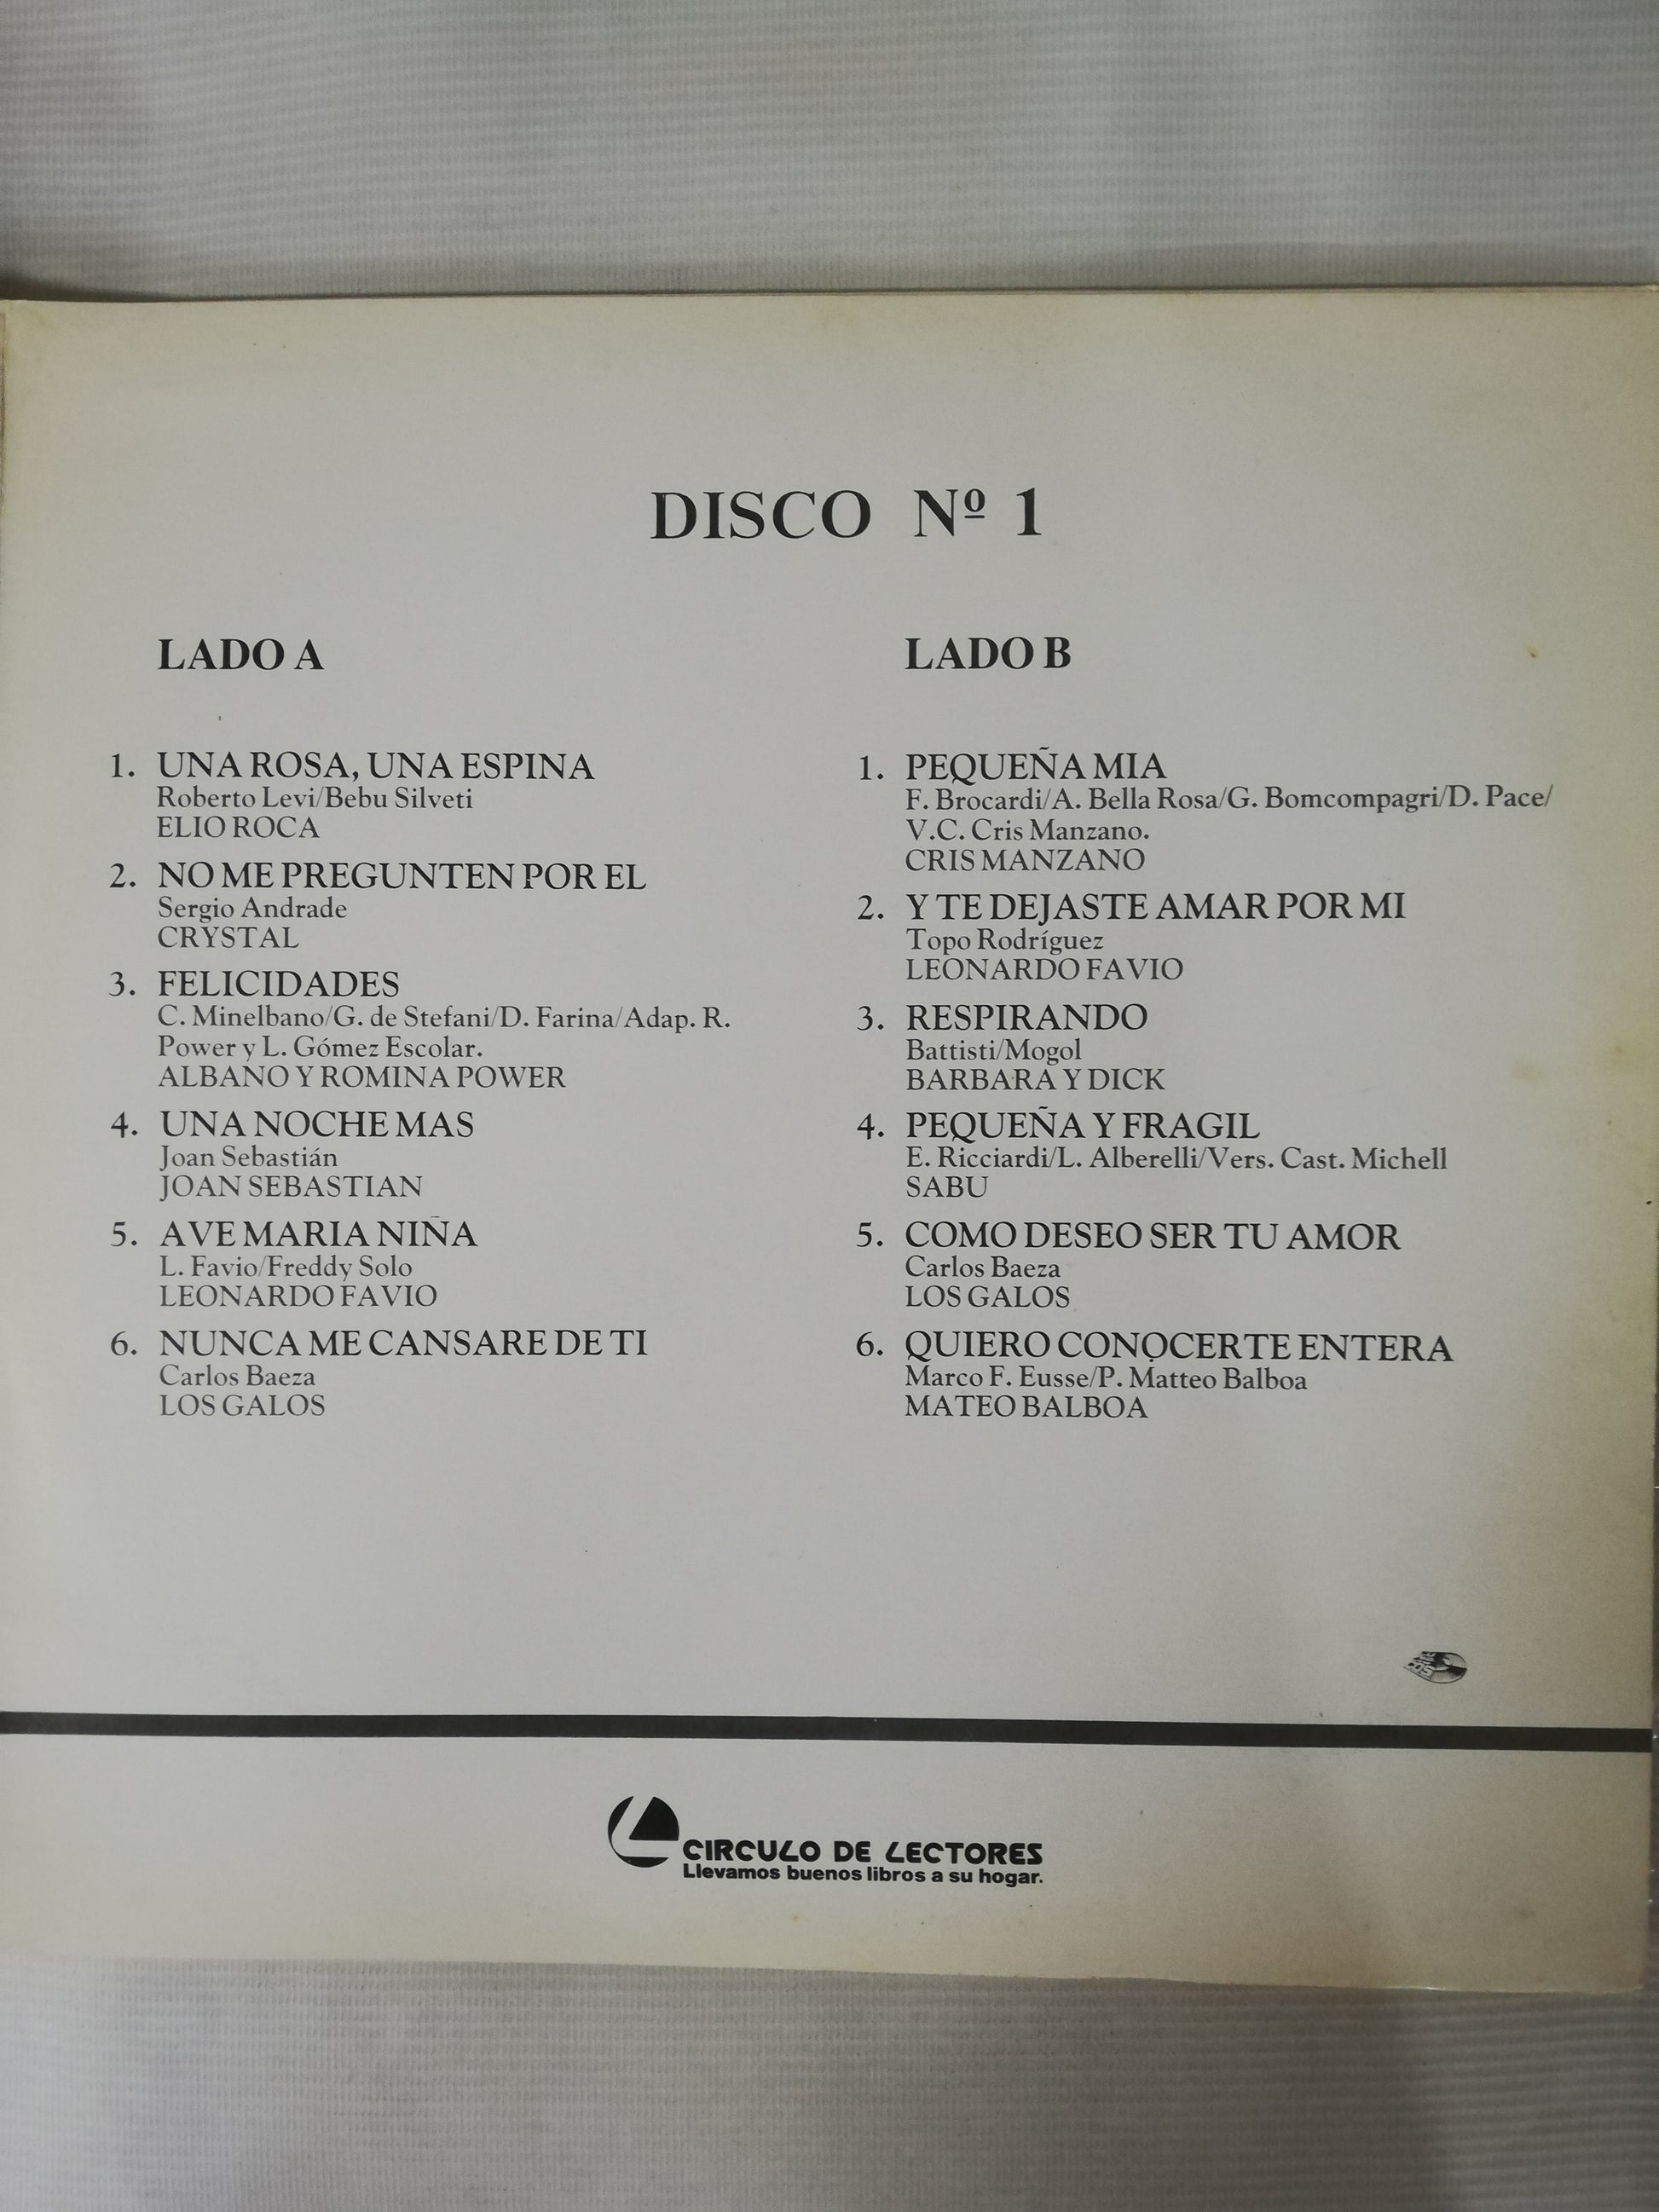 DISCO Nº 1
LADO A
1. UNA ROSA, UNA ESPINA
Roberto Levi/Bebu Silveti
ELIO ROCA
2. NO ME PREGUNTEN POR EL
Sergio Andrade
CRYSTAL
3. FELICIDADES
C. Minelbano/G. de Stefani/D. Farina/Adap. R.
Power y L. Gómez Escolar.
ALBANO Y ROMINA POWER
4. UNA NOCHE MAS
Joan Sebastián
JOAN SEBASTIAN
5. AVE MARIA NIÑA
L. Favio/Freddy Solo
LEONARDO FAVIO
6. NUNCA ME CANSARE DE TI
Carlos Baeza
LOS GALOS
LADO B
1. PEQUEÑA MIA
F. Brocardi/A. Bella Rosa/G. Bomcompagri/D. Pace/
V.C. Cris Manzano.
CRIS MANZANO
2. Y TE DEJASTE AMAR POR MI
Topo Rodríguez
LEONARDO FAVIO
3. RESPIRANDO
Battisti/Mogol
BARBARA Y DICK
4. PEQUEÑA Y FRAGIL
E. Ricciardi/L. Alberelli/Vers. Cast. Michell
SABU
5. COMO DESEO SER TU AMOR
Carlos Baeza
LOS GALOS
6. QUIERO CONOCERTE ENTERA
Marco F. Eusse/P. Matteo Balboa
MATEO BALBOA
CIRCULO DE LECTORES
Llevamos buenos libros a su hogar.